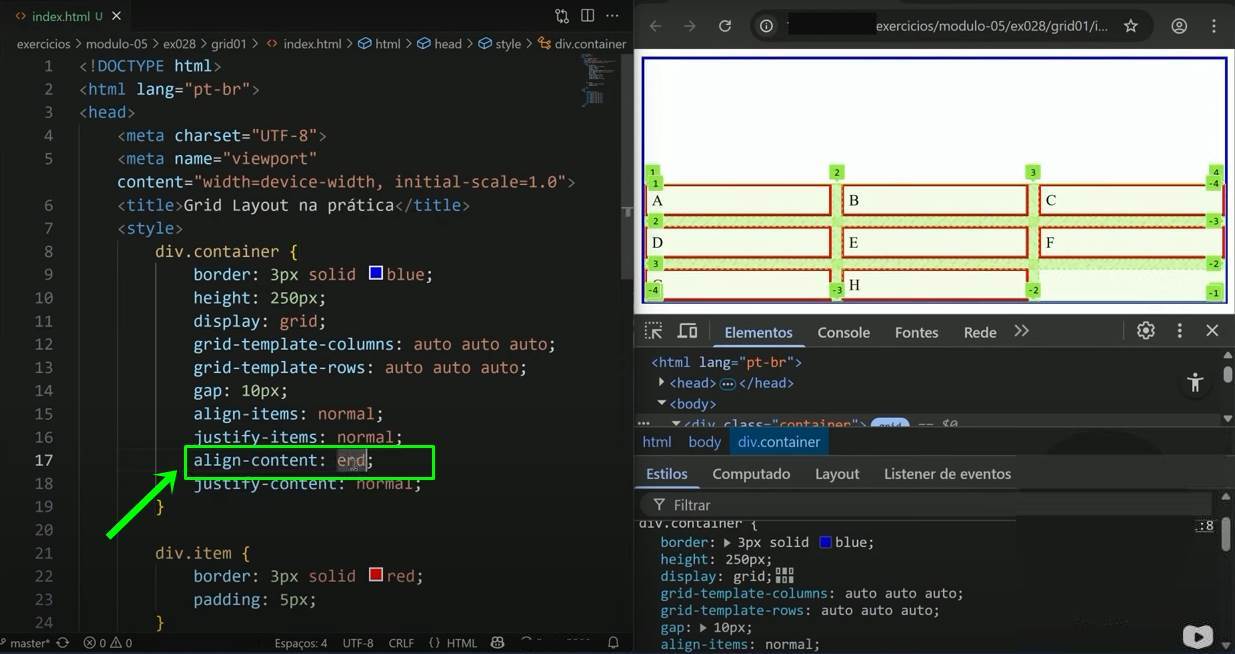 index.html U
exercicios > modulo-05 > ex028 > grid01 > index.html > html > head > style > div.container
1 <!DOCTYPE html>
2 <html lang="pt-br">
3 <head>
4 <meta charset="UTF-8">
5 <meta name="viewport"
content="width=device-width, initial-scale=1.0">
6 <title>Grid Layout na prática</title>
7 <style>
8 div.container {
9 border: 3px solid blue;
10 height: 250px;
11 display: grid;
12 grid-template-columns: auto auto auto;
13 grid-template-rows: auto auto auto;
14 gap: 10px;
15 align-items: normal;
16 justify-items: normal;
17 align-content: end;
18 justify-content: normal;
19 }
20
21 div.item {
22 border: 3px solid red;
23 padding: 5px;
24 }
master* 0 0 Espaços: 4 UTF-8 CRLF {} HTML
exercicios/modulo-05/ex028/grid01/i...
1 2 3 4
1 -4
A B C
2 -3
D E F
3 -2
H
-4 -3 -2 -1
Elementos Console Fontes Rede
<html lang="pt-br">
<head> ... </head>
<body>
<div class="container"> grid == $0
html body div.container
Estilos Computado Layout Listener de eventos
Filtrar
div.container { .:8
border: 3px solid blue;
height: 250px;
display: grid;
grid-template-columns: auto auto auto;
grid-template-rows: auto auto auto;
gap: 10px;
align-items: normal;